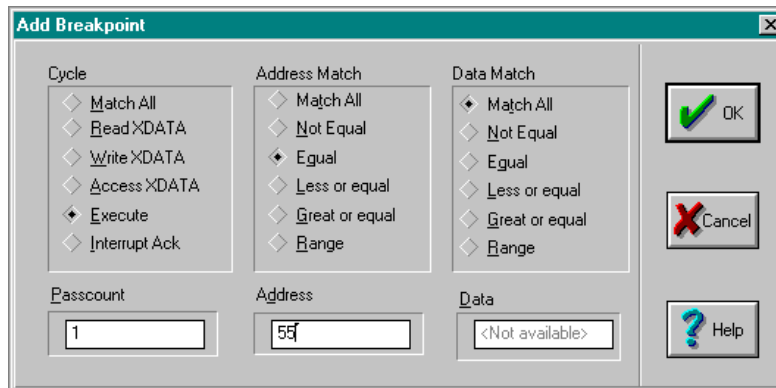 Add Breakpoint
Cycle
Match All
Read XDATA
Write XDATA
Access XDATA
Execute
Interrupt Ack
Address Match
Match All
Not Equal
Egual
Less or equal
Great or equal
Range
Data Match
Match All
Not Equal
Egual
Less or equal
Great or equal
Range
Passcount
1
Address
55
Data
<Not available>
OK
Cancel
Help